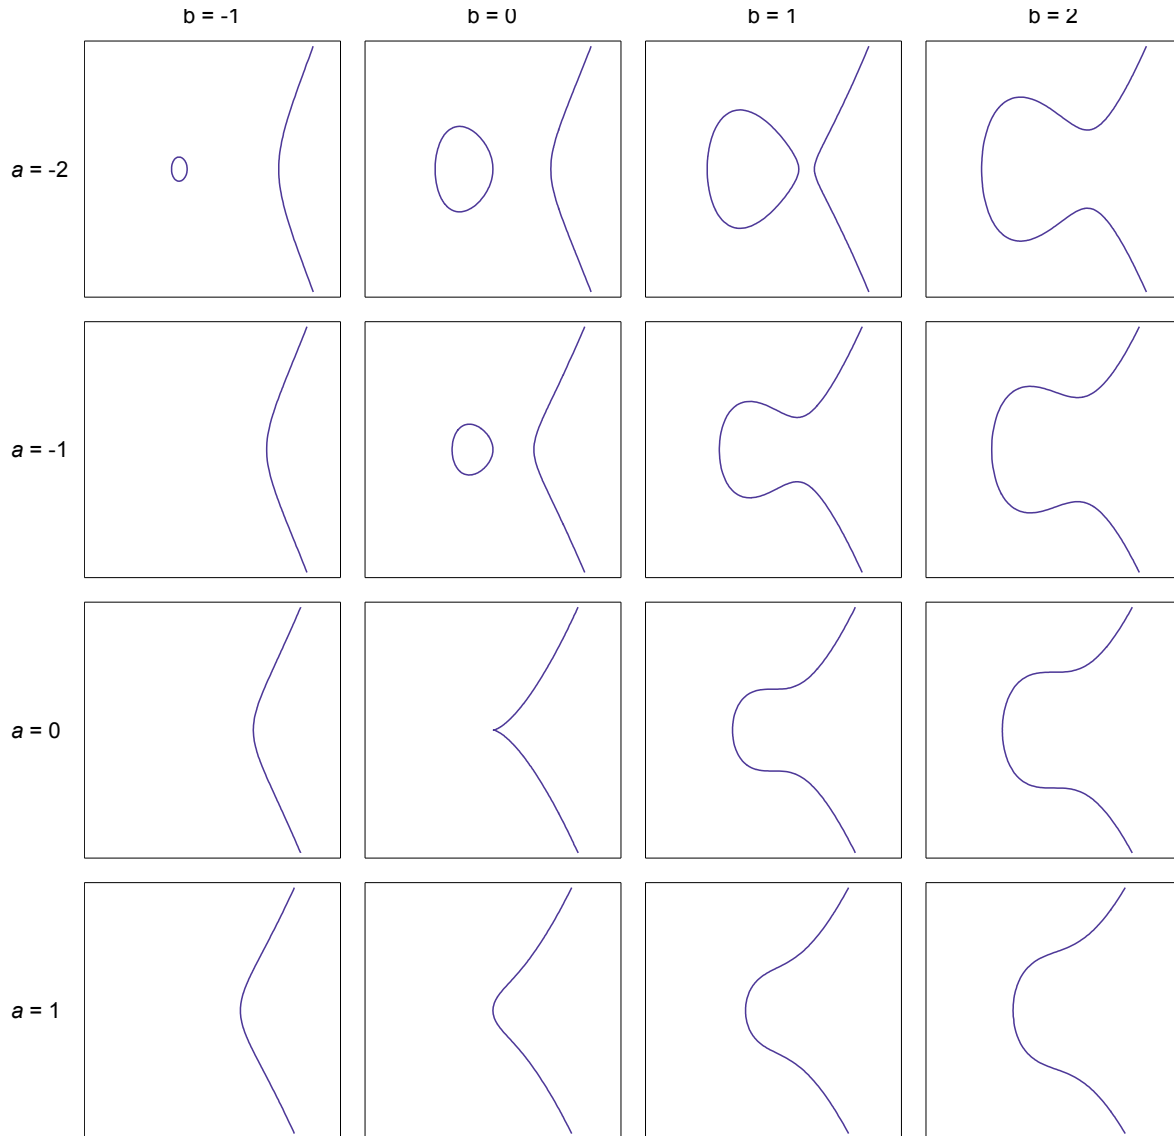 b = -1 b = 0 b = 1 b = 2
a = -2
a = -1
a = 0
a = 1